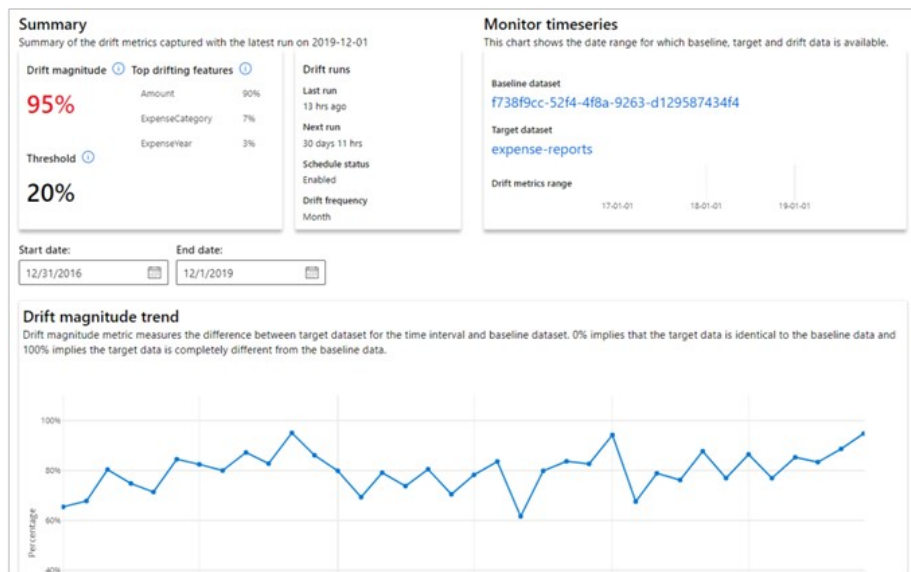 Summary
Summary of the drift metrics captured with the latest run on 2019-12-01
Drift magnitude
95%
Threshold
20%
Top drifting features
Amount 90%
ExpenseCategory 7%
ExpenseYear 3%
Drift runs
Last run
13 hrs ago
Next run
30 days 11 hrs
Schedule status
Enabled
Drift frequency
Month
Monitor timeseries
This chart shows the date range for which baseline, target and drift data is available.
Baseline dataset
f738f9cc-52f4-4f8a-9263-d129587434f4
Target dataset
expense-reports
Drift metrics range
17-01-01 18-01-01 19-01-01
Start date: End date:
12/31/2016 12/1/2019
Drift magnitude trend
Drift magnitude metric measures the difference between target dataset for the time interval and baseline dataset. 0% implies that the target data is identical to the baseline data and
100% implies the target data is completely different from the baseline data.
100%
80%
60%
40%
Percentage